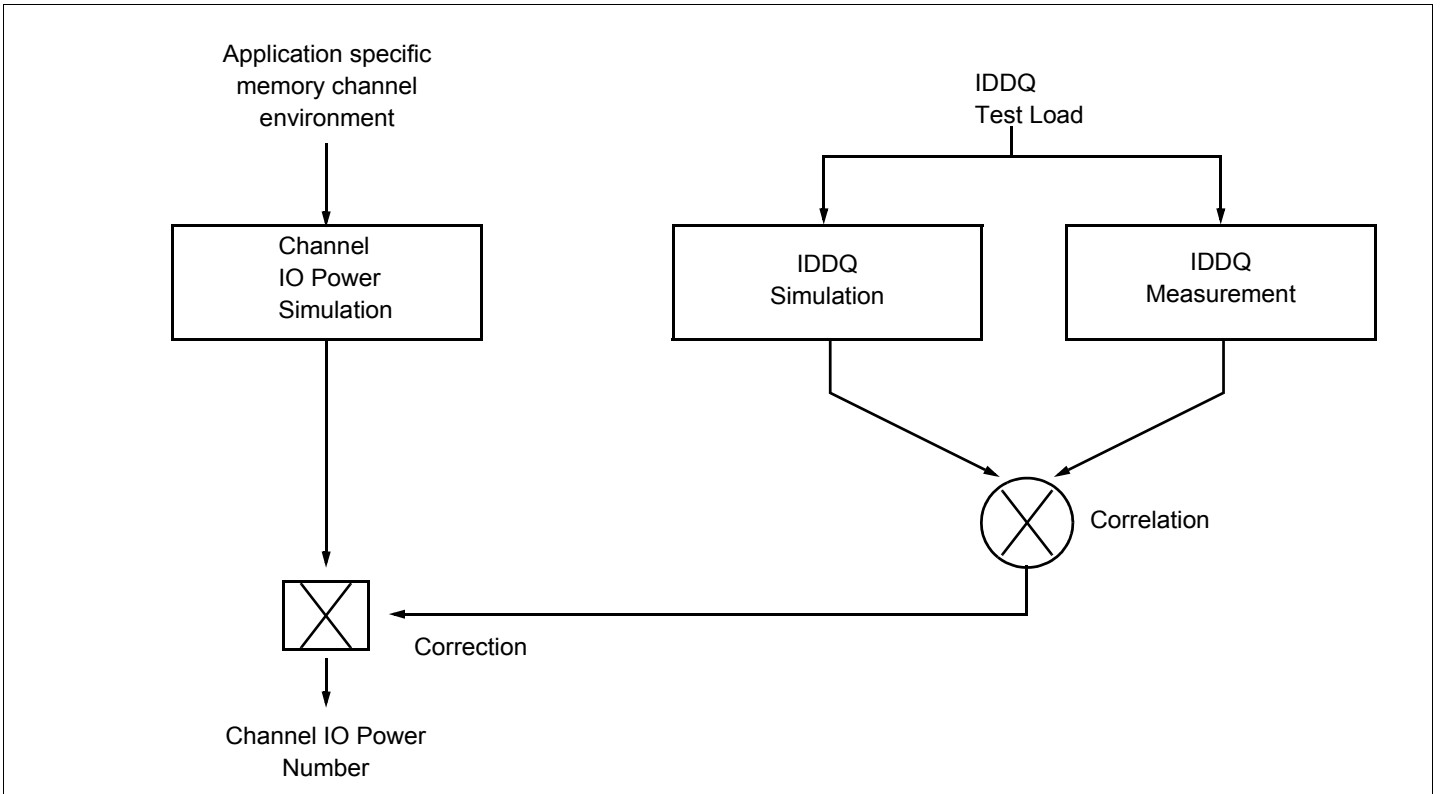 Application specific
memory channel
environment
IDDQ
Test Load
Channel
IO Power
Simulation
IDDQ
Simulation
IDDQ
Measurement
Correlation
Correction
Channel IO Power
Number